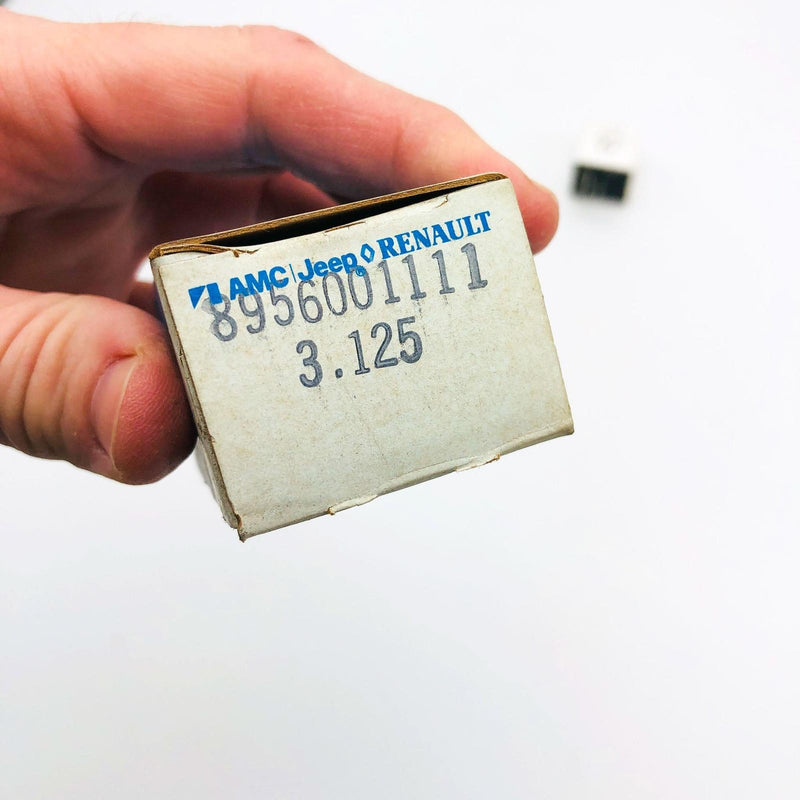 AMC | Jeep® RENAULT
8956001111
3.125